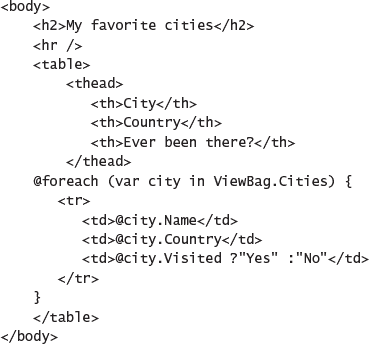 <body>
<h2>My favorite cities</h2>
<hr />
<table>
<thead>
<th>City</th>
<th>Country</th>
<th>Ever been there?</th>
</thead>
@foreach (var city in ViewBag.Cities) {
<tr>
<td>@city.Name</td>
<td>@city.Country</td>
<td>@city.Visited ?"Yes" :"No"</td>
</tr>
}
</table>
</body>